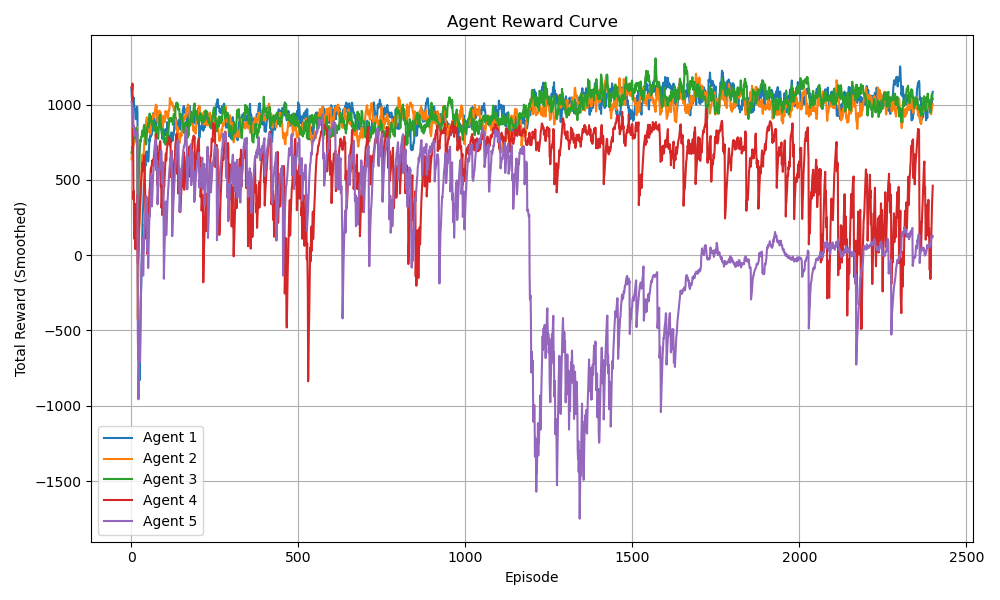 Agent Reward Curve
Total Reward (Smoothed)
1000
500
0
−500
−1000
−1500
Agent 1
Agent 2
Agent 3
Agent 4
Agent 5
0 500 1000 1500 2000 2500
Episode